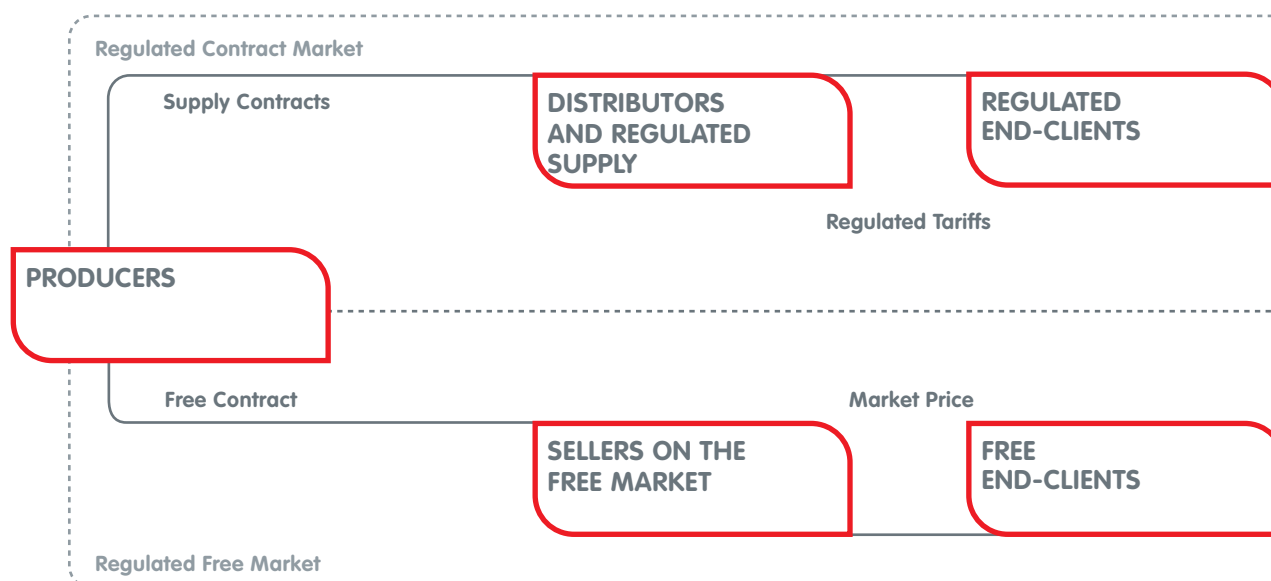 Regulated Contract Market
Supply Contracts
DISTRIBUTORS
AND REGULATED
SUPPLY
REGULATED
END-CLIENTS
Regulated Tariffs
PRODUCERS
Free Contract
Market Price
SELLERS ON THE
FREE MARKET
FREE
END-CLIENTS
Regulated Free Market